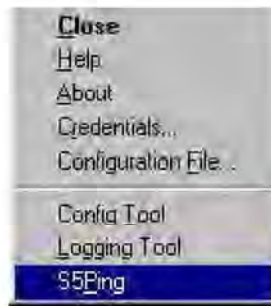 Close
Help
About
Credentials...
Configuration File...
Config Tool
Logging Tool
S5Ping